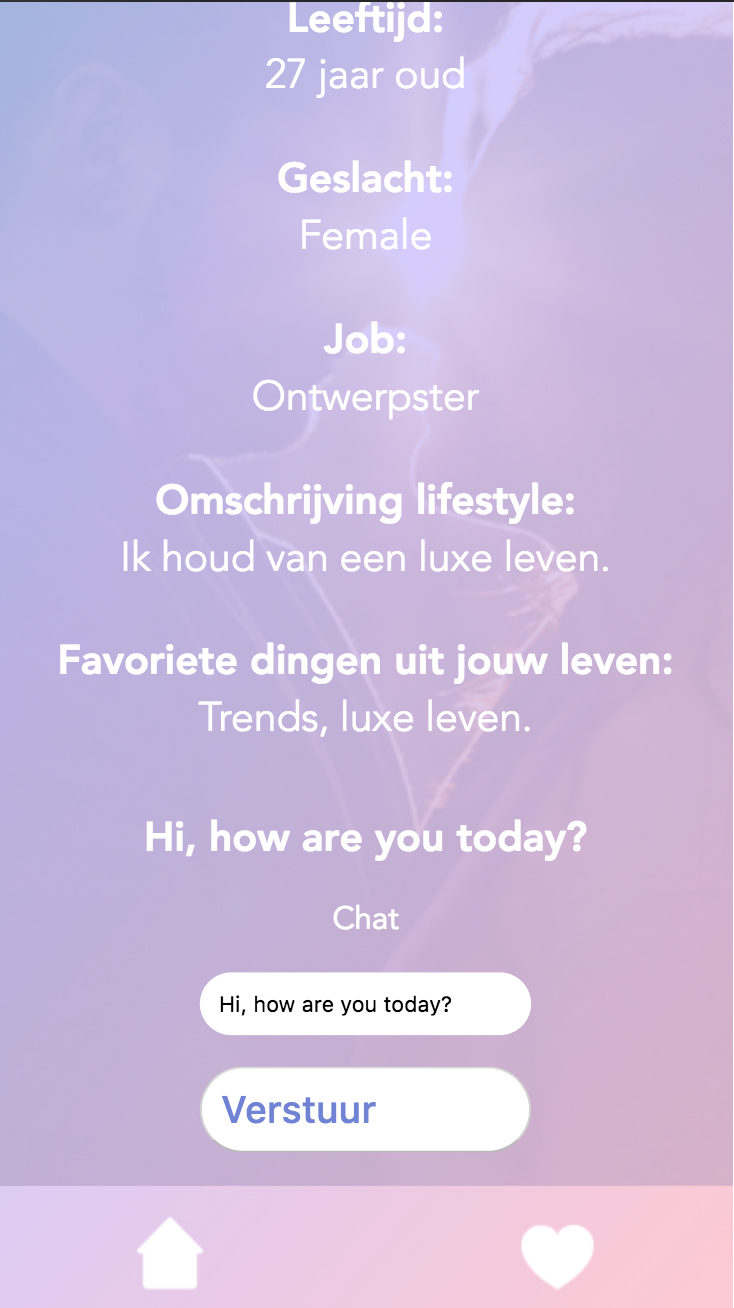 Leeftijd:
27 jaar oud
Geslacht:
Female
Job:
Ontwerpster
Omschrijving lifestyle:
Ik houd van een luxe leven.
Favoriete dingen uit jouw leven:
Trends, luxe leven.
Hi, how are you today?
Chat
Hi, how are you today?
Verstuur